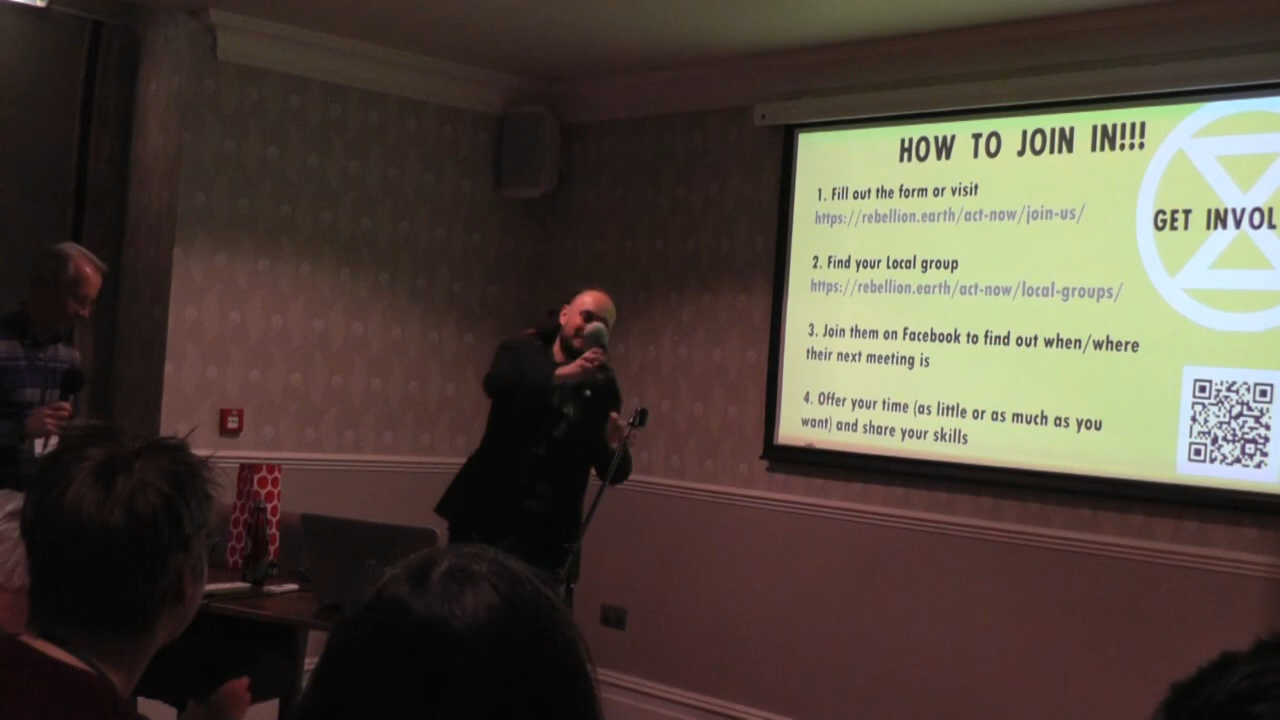 HOW TO JOIN IN!!!
1. Fill out the form or visit
https://rebellion.earth/act-now/join-us/
GET INVOL
2. Find your Local group
https://rebellion.earth/act-now/local-groups/
3. Join them on Facebook to find out when/where
their next meeting is
4. Offer your time (as little or as much as you
want) and share your skills